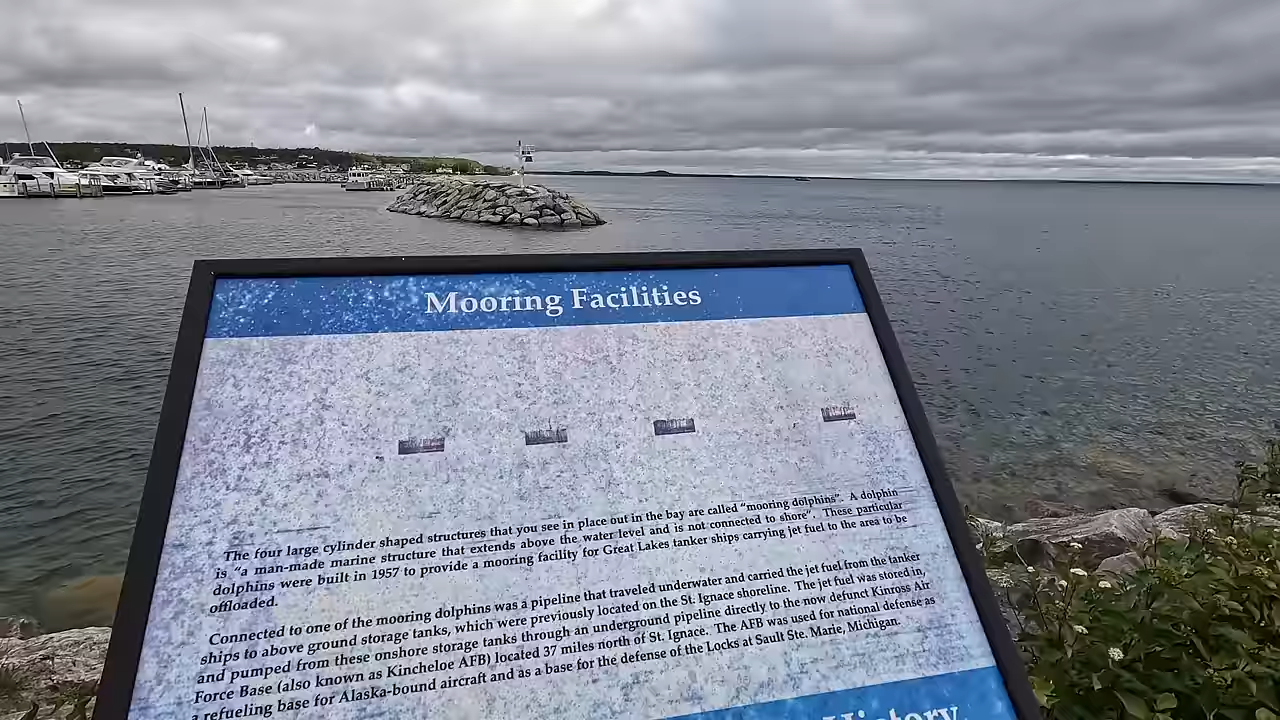 Mooring Facilities
The four large cylinder shaped structures that you see in place out in the bay are called “mooring dolphins”. A dolphin
is “a man-made marine structure that extends above the water level and is not connected to shore”. These particular
dolphins were built in 1957 to provide a mooring facility for Great Lakes tanker ships carrying jet fuel to the area to be
offloaded.
Connected to one of the mooring dolphins was a pipeline that traveled underwater and carried the jet fuel from the tanker
ships to above ground storage tanks, which were previously located on the St. Ignace shoreline. The jet fuel was stored in,
and pumped from these onshore storage tanks through an underground pipeline directly to the now defunct Kinross Air
Force Base (also known as Kincheloe AFB) located 37 miles north of St. Ignace. The AFB was used for national defense as
a refueling base for Alaska-bound aircraft and as a base for the defense of the Locks at Sault Ste. Marie, Michigan.
History